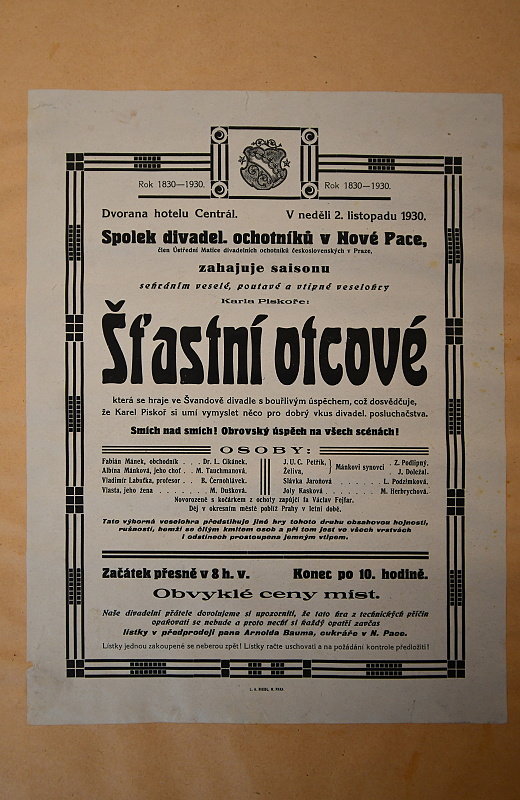 Rok 1830—1930. Rok 1830—1930.
Dvorana hotelu Centrál. V neděli 2. listopadu 1930.
Spolek divadel. ochotníků v Nové Pace,
člen Ústřední Matice divadelních ochotníků československých v Praze,
zahajuje saisonu
sehráním veselé, poutavé a vtipné veselohry
Karla Piskoře:
Šťastní otcové
která se hraje ve Švandově divadle s bouřlivým úspěchem, což dosvědčuje,
že Karel Piskoř si umí vymyslet něco pro dobrý vkus divadel. posluchačstva.
Smích nad smích! Obrovský úspěch na všech scénách!
OSOBY:
Fabián Mánek, obchodník . . . Dr. L. Cikánek.
Albína Mánková, jeho choť . . M. Tauchmanová.
Vladimír Labuťka, profesor . . B. Černohlávek.
Vlasta, jeho žena . . . . . . . . M. Dušková.
J. U. C. Petřík, } Mánkovi synovci . Z. Podlipný.
Želiva, J. Doležal.
Slávka Jaroňová . . . . . . . L. Podzimková.
Joly Kasková . . . . . . . . M. Herbrychová.
Novorozeně s kočárkem z ochoty zapůjčí fa Václav Fejfar.
Děj v okresním městě poblíž Prahy v letní době.
Tato výborná veselohra předstihuje jiné hry tohoto druhu obsahovou hojností,
rušností, hemží se čilým kmitem osob a při tom jest ve všech vrstvách
i odstínech prostoupena jemným vtipem.
Začátek přesně v 8 h. v. Konec po 10. hodině.
Obvyklé ceny míst.
Naše divadelní přátele dovolujeme si upozorniti, že tato hra z technických příčin
opakovati se nebude a proto nechť si každý opatří zavčas
lístky v předprodeji pana Arnolda Bauma, cukráře v N. Pace.
Lístky jednou zakoupené se neberou zpět! Lístky račte uschovati a na požádání kontrole předložiti!